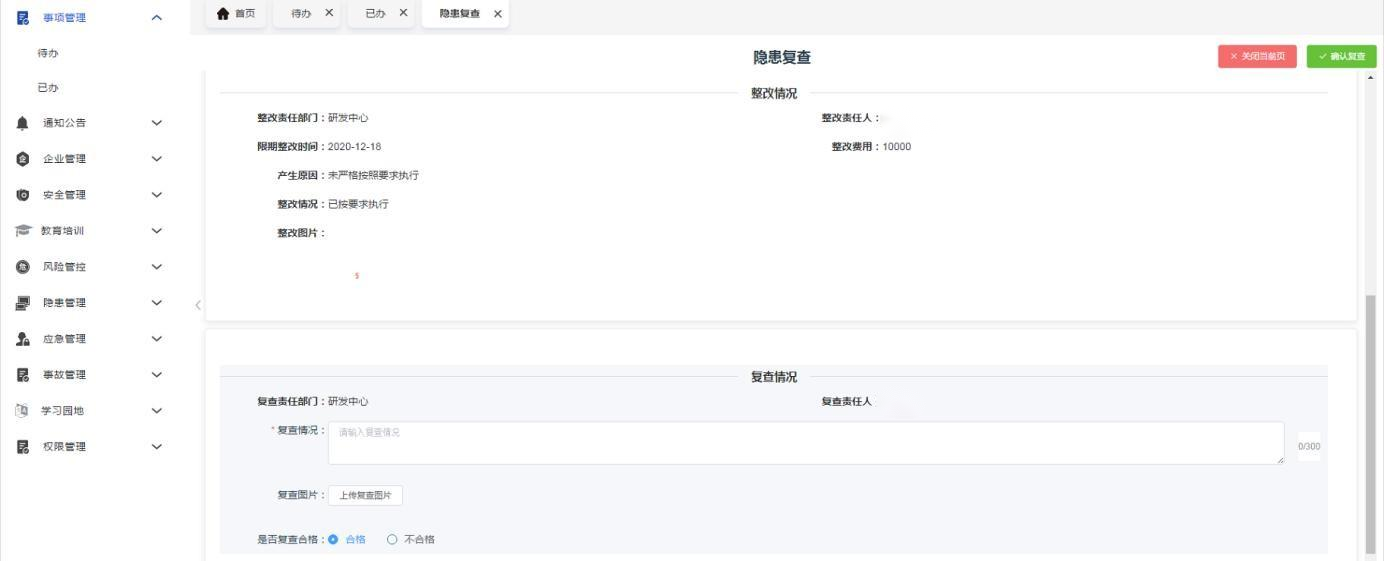 事项管理
待办
已办
通知公告
企业管理
安全管理
教育培训
风险管控
隐患管理
应急管理
事故管理
学习园地
权限管理
首页 待办 已办 隐患复查
隐患复查
关闭当前页 确认复查
整改情况
整改责任部门：研发中心 整改责任人：
限期整改时间：2020-12-18 整改费用：10000
产生原因：未严格按照要求执行
整改情况：已按要求执行
整改图片：
复查情况
复查责任部门：研发中心 复查责任人
*复查情况： 请输入复查情况
0/300
复查图片： 上传复查图片
是否复查合格： 合格 不合格